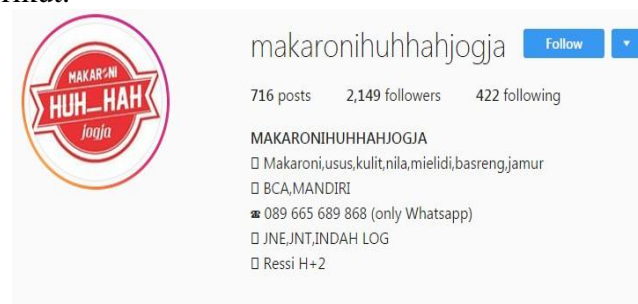 MAKARONI
HUH_HAH
jogja
makaronihuhhahjogja Follow
716 posts 2,149 followers 422 following
MAKARONIHUHHAHJOGJA
Makaroni,usus,kulit,nila,mielidi,basreng,jamur
BCA,MANDIRI
☎ 089 665 689 868 (only Whatsapp)
JNE,JNT,INDAH LOG
Ressi H+2